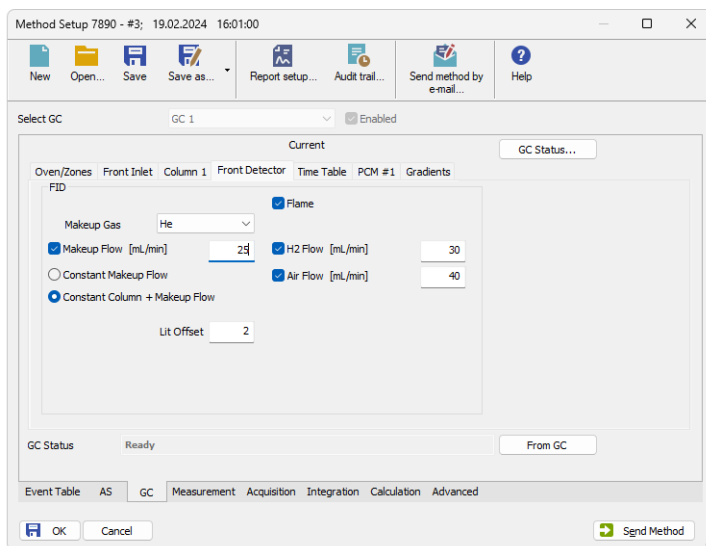 Method Setup 7890 - #3;  19.02.2024  16:01:00
New Open... Save Save as... Report setup... Audit trail... Send method by e-mail... Help
Select GC GC 1 Enabled
Current GC Status...
Oven/Zones Front Inlet Column 1 Front Detector Time Table PCM #1 Gradients
FID
Flame
Makeup Gas He
Makeup Flow [mL/min] 25 H2 Flow [mL/min] 30
Constant Makeup Flow Air Flow [mL/min] 40
Constant Column + Makeup Flow
Lit Offset 2
GC Status Ready From GC
Event Table AS GC Measurement Acquisition Integration Calculation Advanced
OK Cancel Send Method